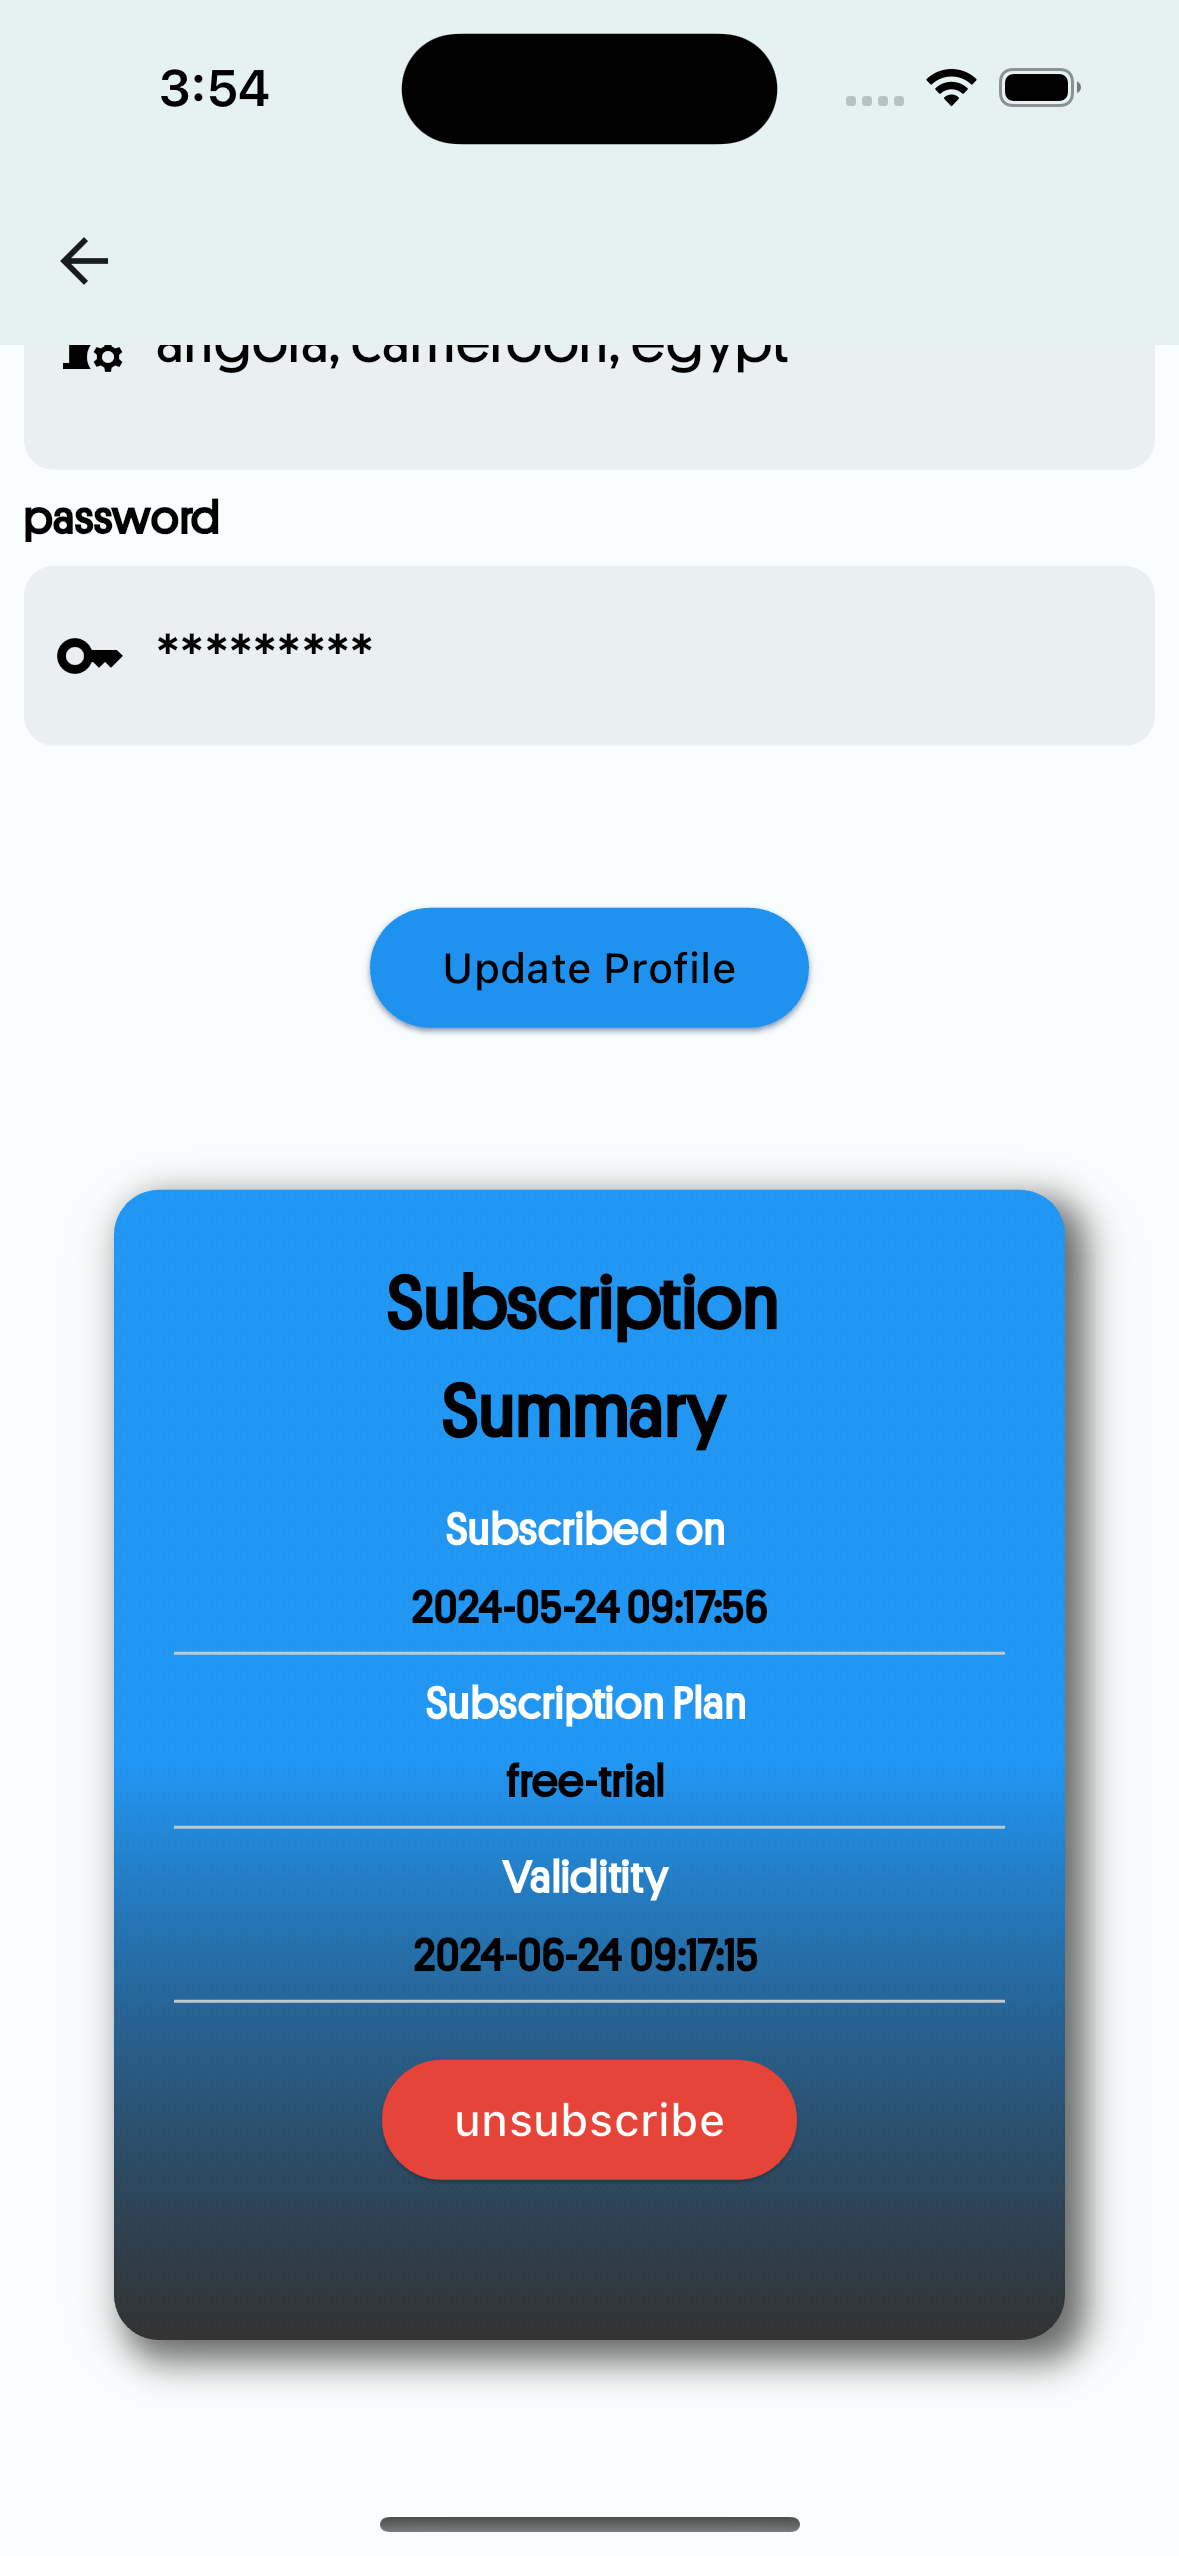 3:54
angola, cameroon, egypt
password
*********
Update Profile
Subscription
Summary
Subscribed on
2024-05-24 09:17:56
Subscription Plan
free-trial
Validitity
2024-06-24 09:17:15
unsubscribe